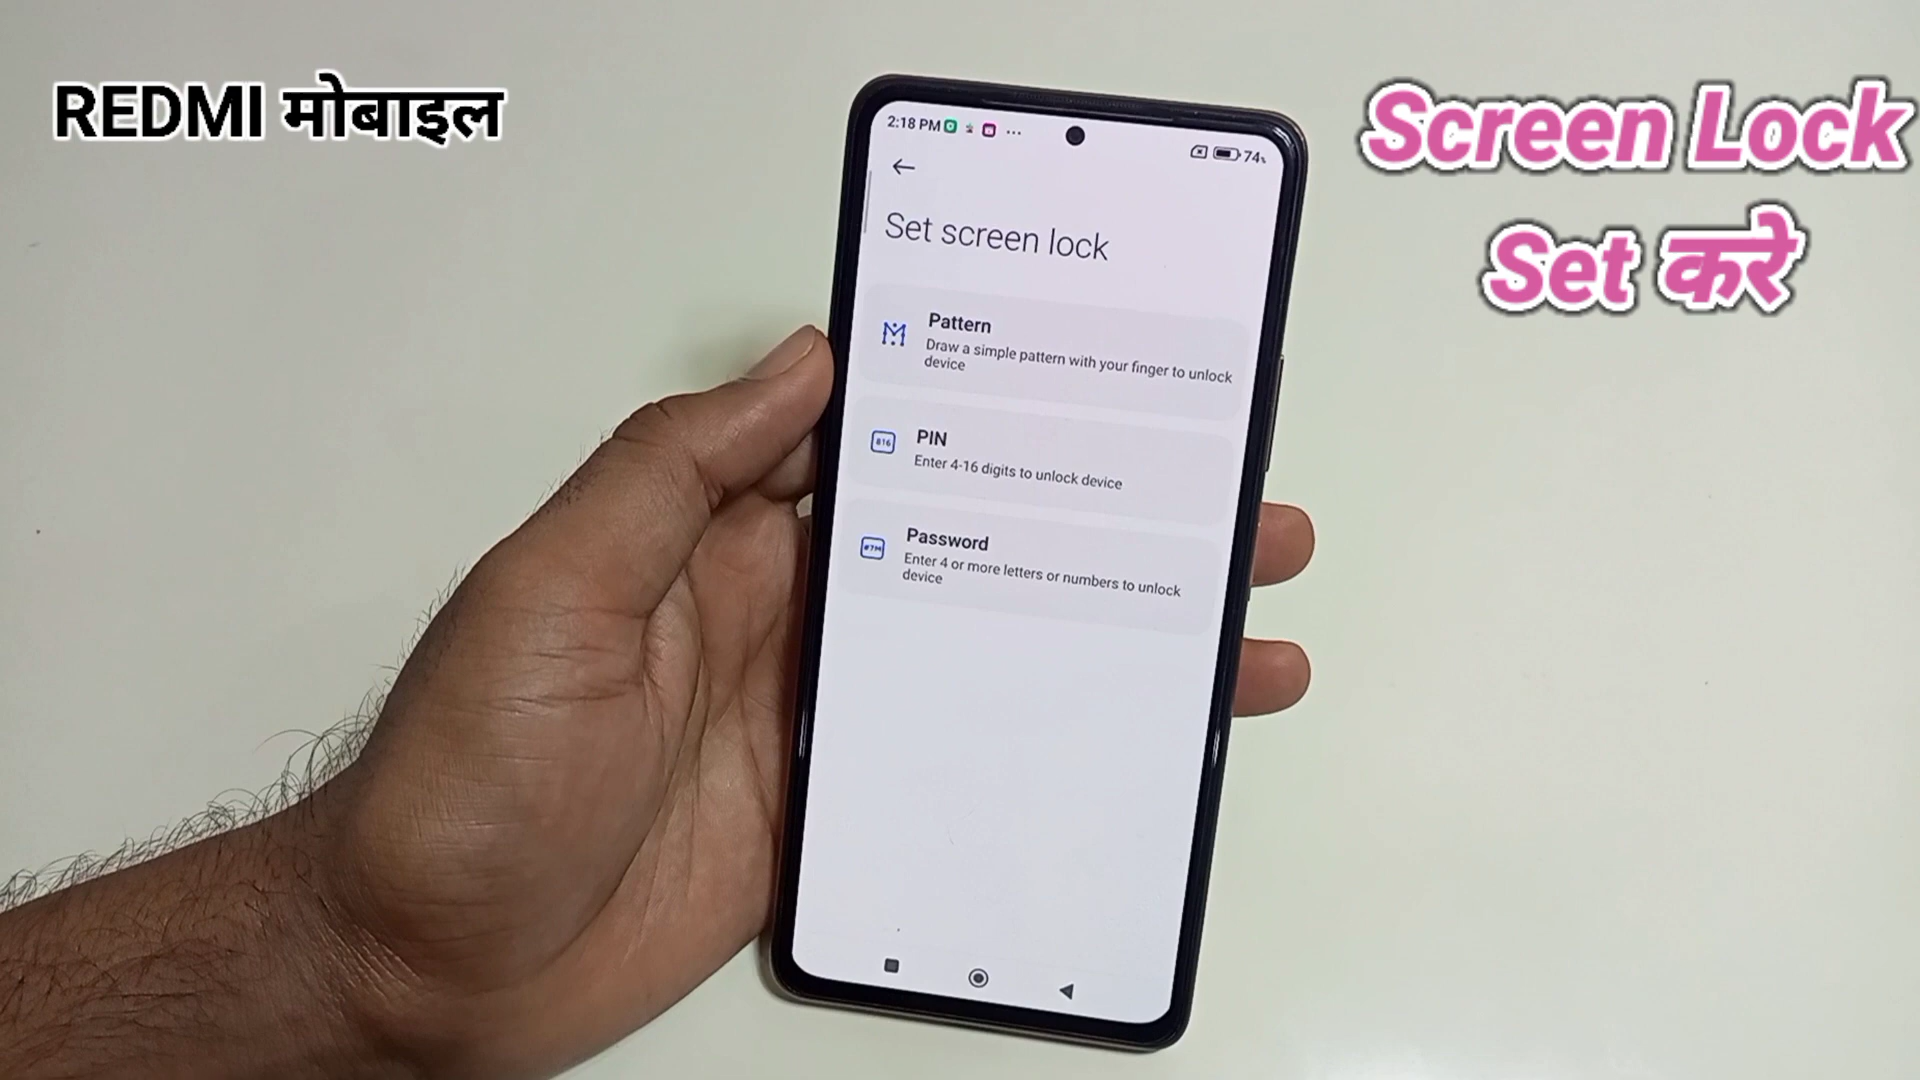 REDMI मोबाइल
Screen Lock
Set करे
2:18 PM
74%
Set screen lock
Pattern
Draw a simple pattern with your finger to unlock
device
816
PIN
Enter 4-16 digits to unlock device
Password
Enter 4 or more letters or numbers to unlock
device